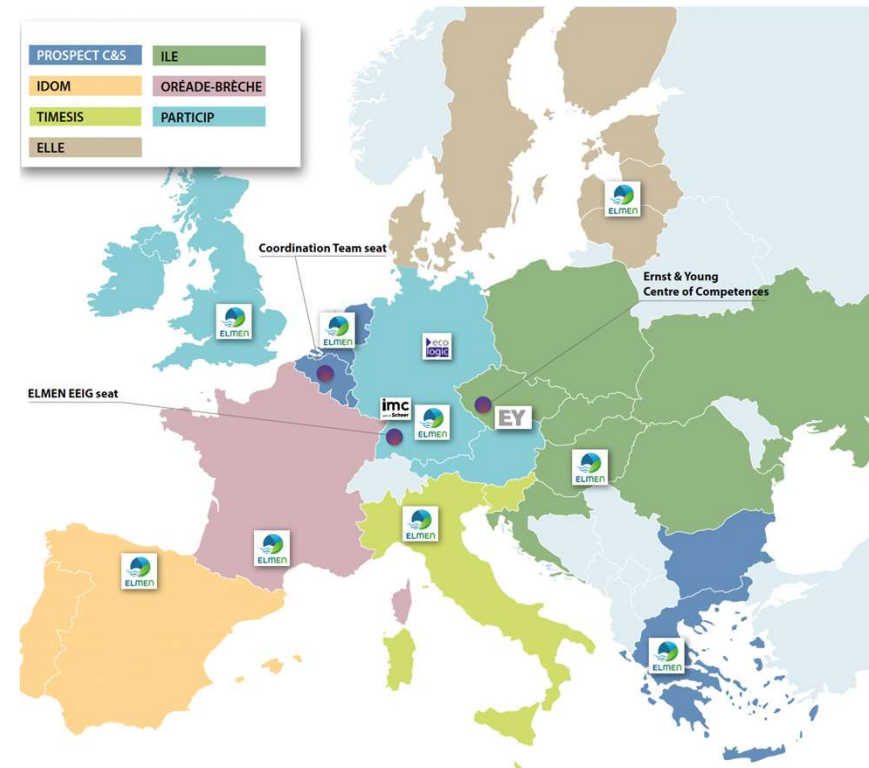 PROSPECT C&S
ILE
IDOM
ORÉADE-BRÈCHE
TIMESIS
PARTICIP
ELLE
ELMEN
Coordination Team seat
Ernst & Young
Centre of Competences
ELMEN
ELMEN
eco
logic
ELMEN EEIG seat
imc
ELMEN
EY
ELMEN
ELMEN
ELMEN
ELMEN
ELMEN